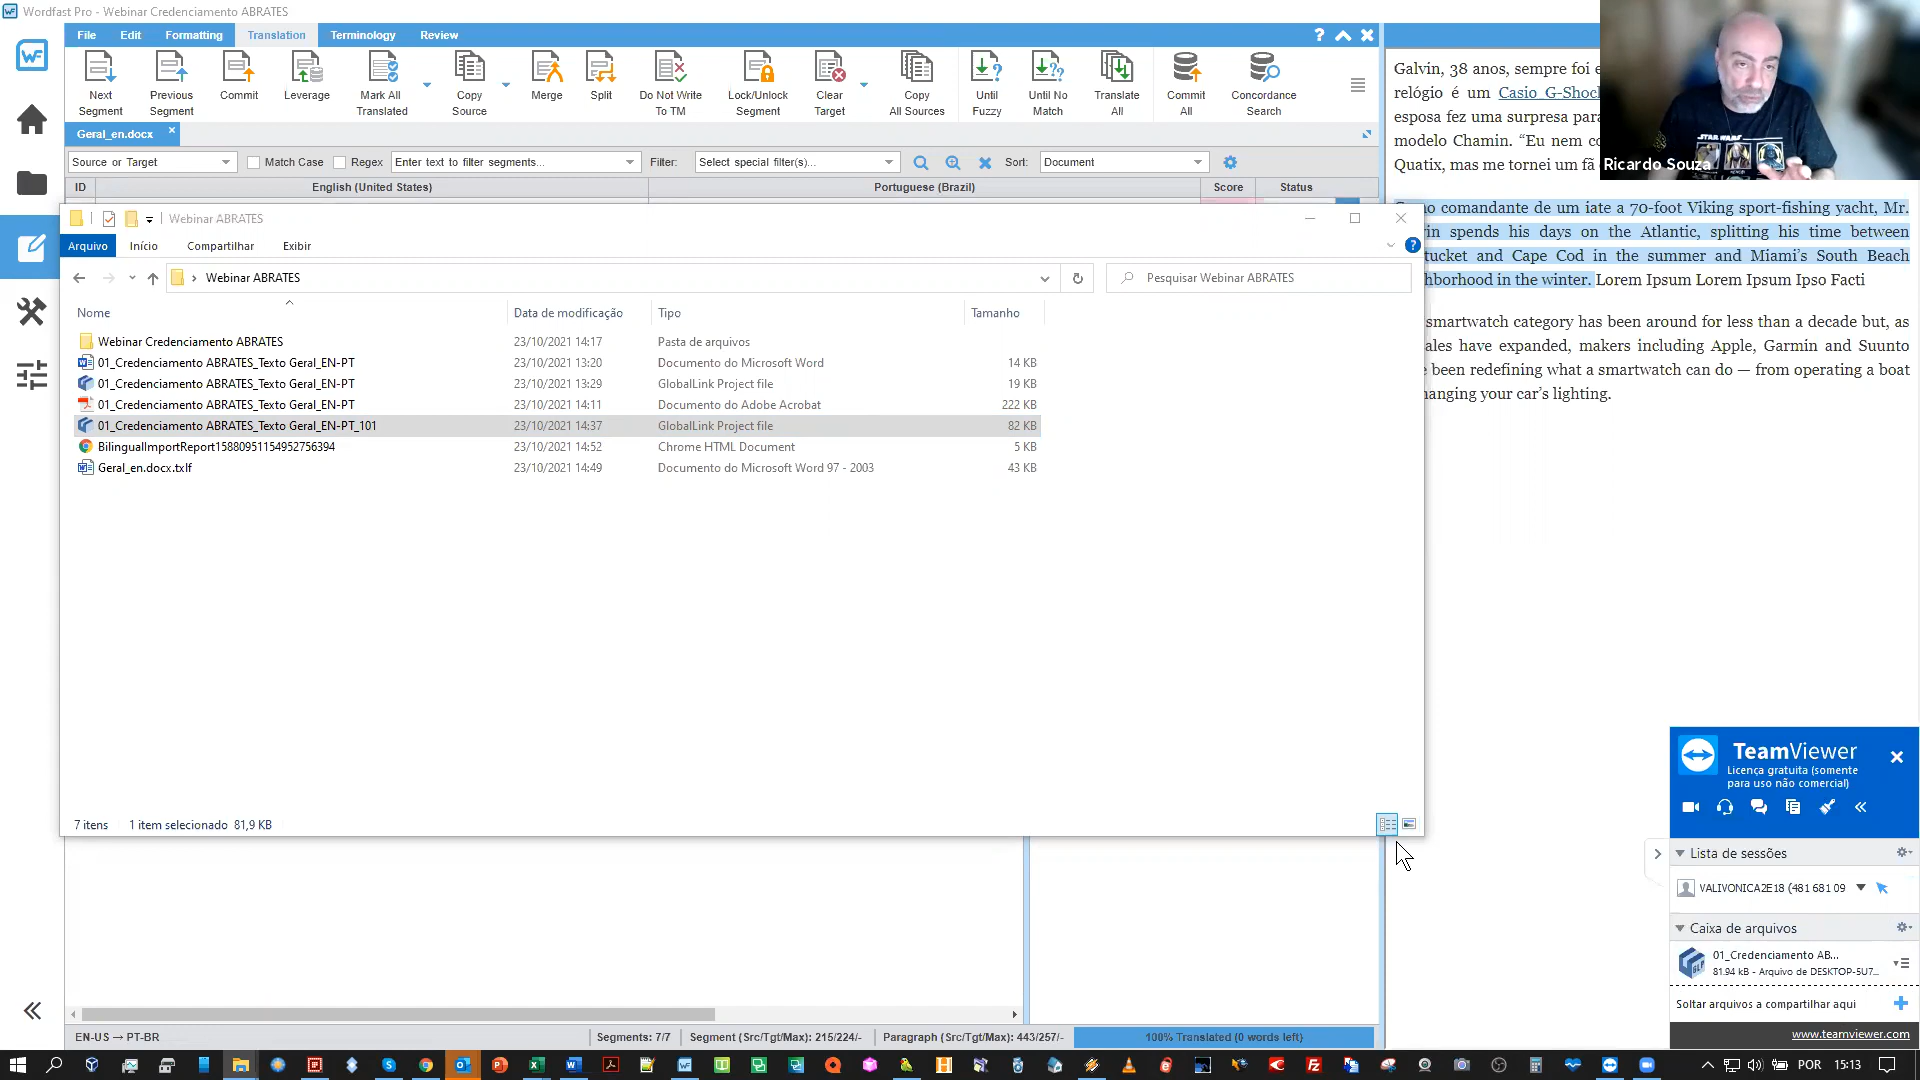 Wordfast Pro - Webinar Credenciamento ABRATES
File Edit Formatting Translation Terminology Review
Next Segment
Previous Segment
Commit
Leverage
Mark All Translated
Copy Source
Merge
Split
Do Not Write To TM
Lock/Unlock Segment
Clear Target
Copy All Sources
Until Fuzzy
Until No Match
Translate All
Commit All
Concordance Search
Geral_en.docx
Source or Target Match Case Regex Enter text to filter segments... Filter: Select special filter(s)... Sort: Document
ID English (United States) Portuguese (Brazil) Score Status
Webinar ABRATES
Arquivo Início Compartilhar Exibir
Webinar ABRATES
Pesquisar Webinar ABRATES
Nome Data de modificação Tipo Tamanho
Webinar Credenciamento ABRATES 23/10/2021 14:17 Pasta de arquivos
01_Credenciamento ABRATES_Texto Geral_EN-PT 23/10/2021 13:20 Documento do Microsoft Word 14 KB
01_Credenciamento ABRATES_Texto Geral_EN-PT 23/10/2021 13:29 GlobalLink Project file 19 KB
01_Credenciamento ABRATES_Texto Geral_EN-PT 23/10/2021 14:11 Documento do Adobe Acrobat 222 KB
01_Credenciamento ABRATES_Texto Geral_EN-PT_101 23/10/2021 14:37 GlobalLink Project file 82 KB
BilingualImportReport15880951154952756394 23/10/2021 14:52 Chrome HTML Document 5 KB
Geral_en.docx.txlf 23/10/2021 14:49 Documento do Microsoft Word 97 - 2003 43 KB
7 itens 1 item selecionado 81,9 KB
EN-US → PT-BR Segments: 7/7 Segment (Src/Tgt/Max): 215/224/- Paragraph (Src/Tgt/Max): 443/257/- 100% Translated (0 words left)
Galvin, 38 anos, sempre foi
relógio é um Casio G-Shoc
esposa fez uma surpresa par
modelo Chamin. “Eu nem c
Quatix, mas me tornei um fã
comandante de um iate a 70-foot Viking sport-fishing yacht, Mr.
in spends his days on the Atlantic, splitting his time between
tucket and Cape Cod in the summer and Miami’s South Beach
hborhood in the winter. Lorem Ipsum Lorem Ipsum Ipso Facti
smartwatch category has been around for less than a decade but, as
ales have expanded, makers including Apple, Garmin and Suunto
been redefining what a smartwatch can do — from operating a boat
hanging your car’s lighting.
STAR WARS
Ricardo Souza
TeamViewer
Licença gratuita (somente
para uso não comercial)
Lista de sessões
VALIVONICA2E18 (481 681 09
Caixa de arquivos
01_Credenciamento AB...
81.94 kB - Arquivo de DESKTOP-5U7...
Soltar arquivos a compartilhar aqui
www.teamviewer.com
POR 15:13